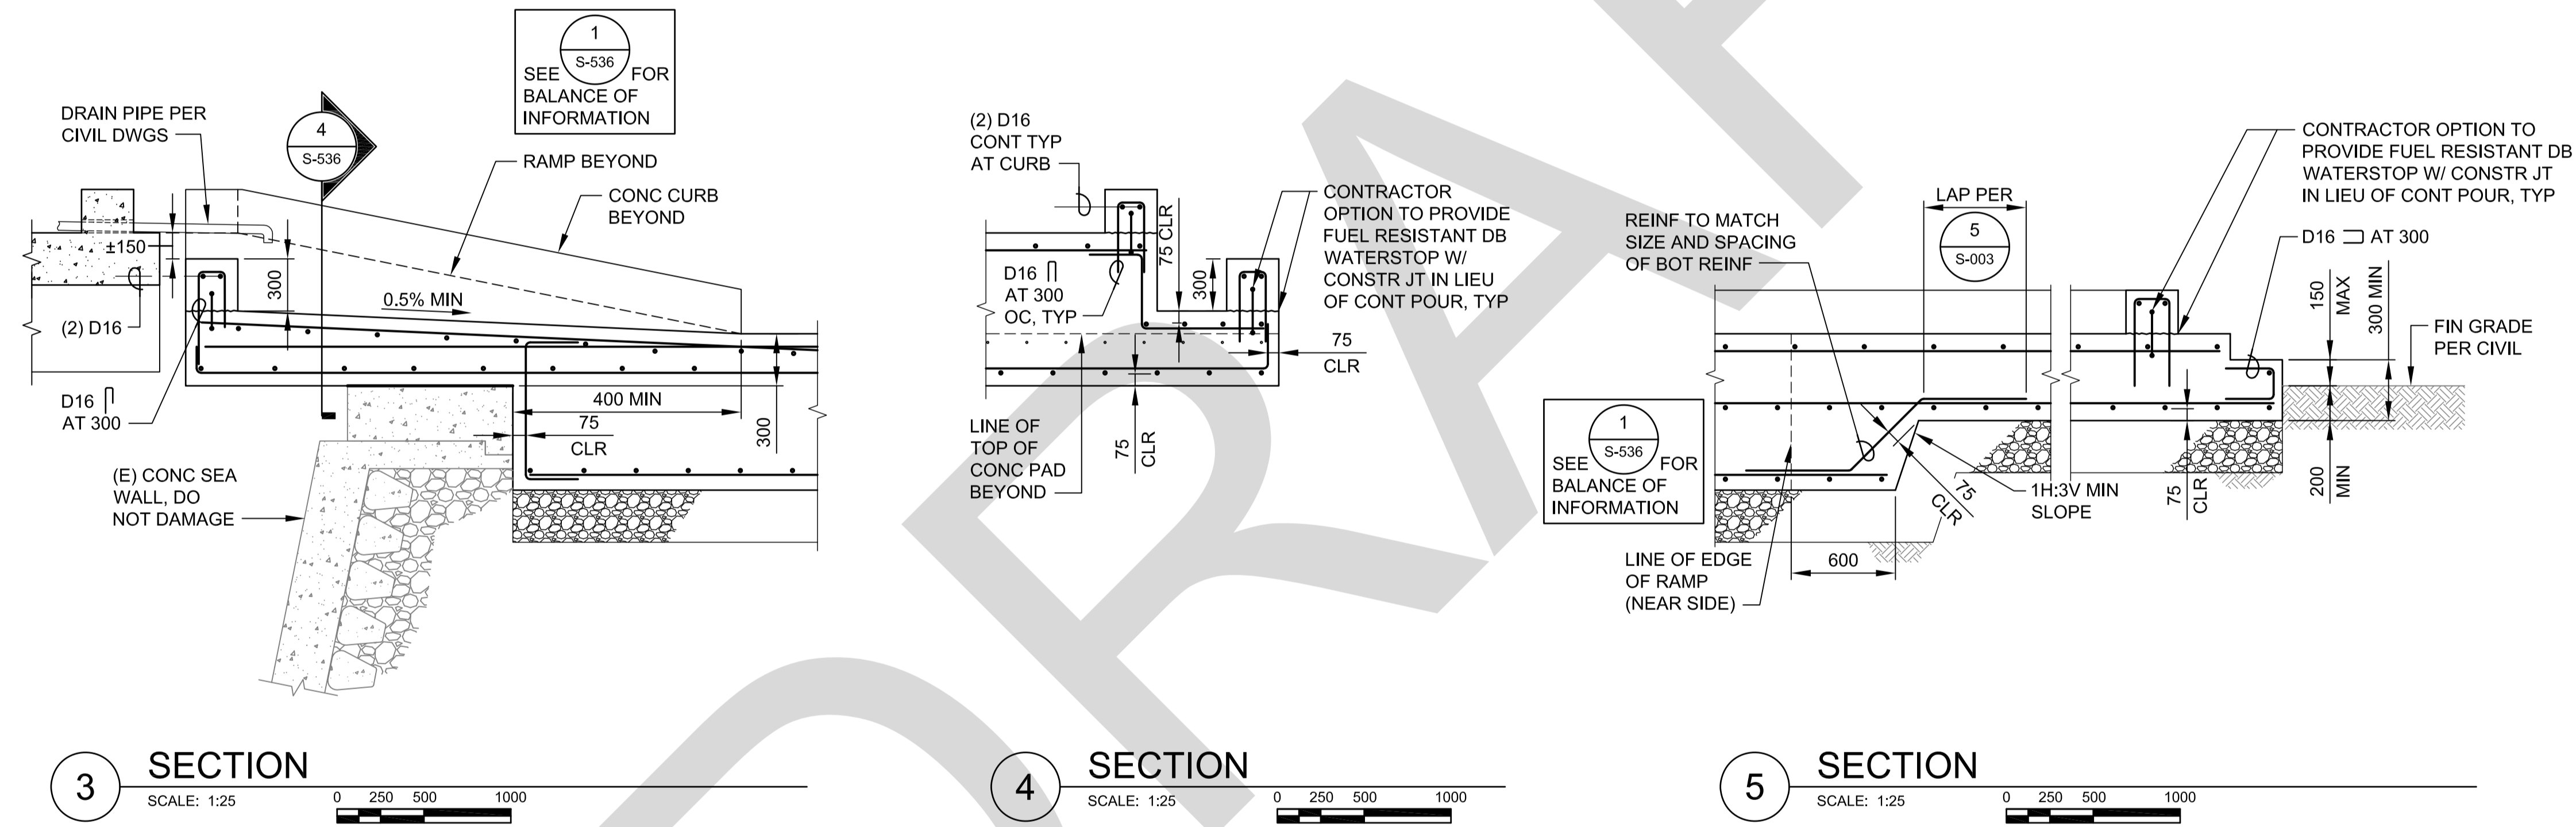 1
S-536
SEE FOR
BALANCE OF
INFORMATION
DRAIN PIPE PER
CIVIL DWGS
4
S-536
RAMP BEYOND
CONC CURB
BEYOND
±150
300
0.5% MIN
(2) D16
D16
AT 300
400 MIN
75
CLR
300
(E) CONC SEA
WALL, DO
NOT DAMAGE
3
SECTION
SCALE: 1:25
0 250 500 1000
(2) D16
CONT TYP
AT CURB
75 CLR
CONTRACTOR
OPTION TO PROVIDE
FUEL RESISTANT DB
WATERSTOP W/
CONSTR JT IN LIEU
OF CONT POUR, TYP
D16
AT 300
OC, TYP
300
75
CLR
LINE OF
TOP OF
CONC PAD
BEYOND
75
CLR
4
SECTION
SCALE: 1:25
0 250 500 1000
CONTRACTOR OPTION TO
PROVIDE FUEL RESISTANT DB
WATERSTOP W/ CONSTR JT
IN LIEU OF CONT POUR, TYP
LAP PER
5
S-003
REINF TO MATCH
SIZE AND SPACING
OF BOT REINF
D16 AT 300
150
MAX
300 MIN
FIN GRADE
PER CIVIL
1
S-536
SEE FOR
BALANCE OF
INFORMATION
75
CLR
1H:3V MIN
SLOPE
75
CLR
200
MIN
600
LINE OF EDGE
OF RAMP
(NEAR SIDE)
5
SECTION
SCALE: 1:25
0 250 500 1000